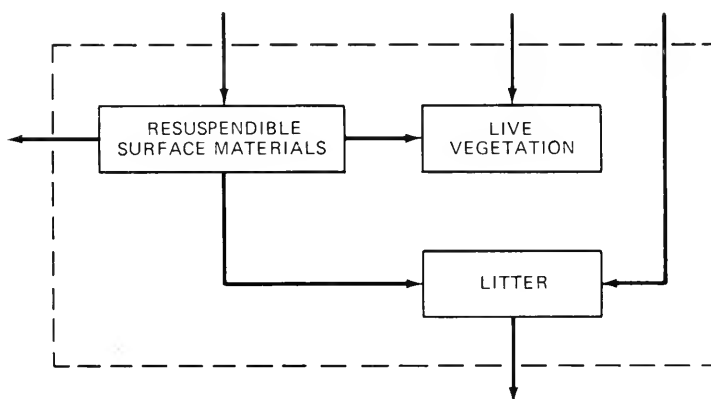 RESUSPENDIBLE
SURFACE MATERIALS
LIVE
VEGETATION
LITTER